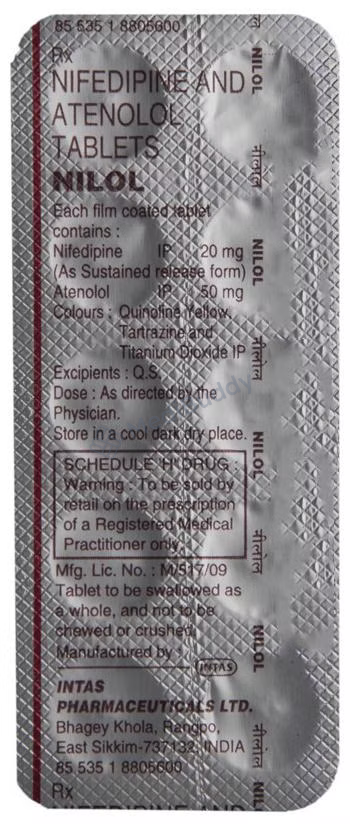 85 535 1 8805600
Rx
NIFEDIPINE AND
ATENOLOL
TABLETS
NILOL
Each film coated tablet
contains :
Nifedipine IP 20 mg
(As Sustained release form)
Atenolol IP 50 mg
Colours : Quinoline Yellow,
Tartrazine and
Titanium Dioxide IP
Excipients : Q.S.
Dose : As directed by the
Physician.
Store in a cool dark dry place.
SCHEDULE 'H' DRUG :
Warning : To be sold by
retail on the prescription
of a Registered Medical
Practitioner only.
Mfg. Lic. No. : M/517/09
Tablet to be swallowed as
a whole, and not to be
chewed or crushed.
Manufactured by :
INTAS
INTAS
PHARMACEUTICALS LTD.
Bhagey Khola, Rangpo,
East Sikkim-737132, INDIA
85 535 1 8805600
Rx
NIFEDIPINE AND
NILOL
नीलोल
NILOL
नीलोल
NILOL
नीलोल
NILOL
नीलोल
NIL